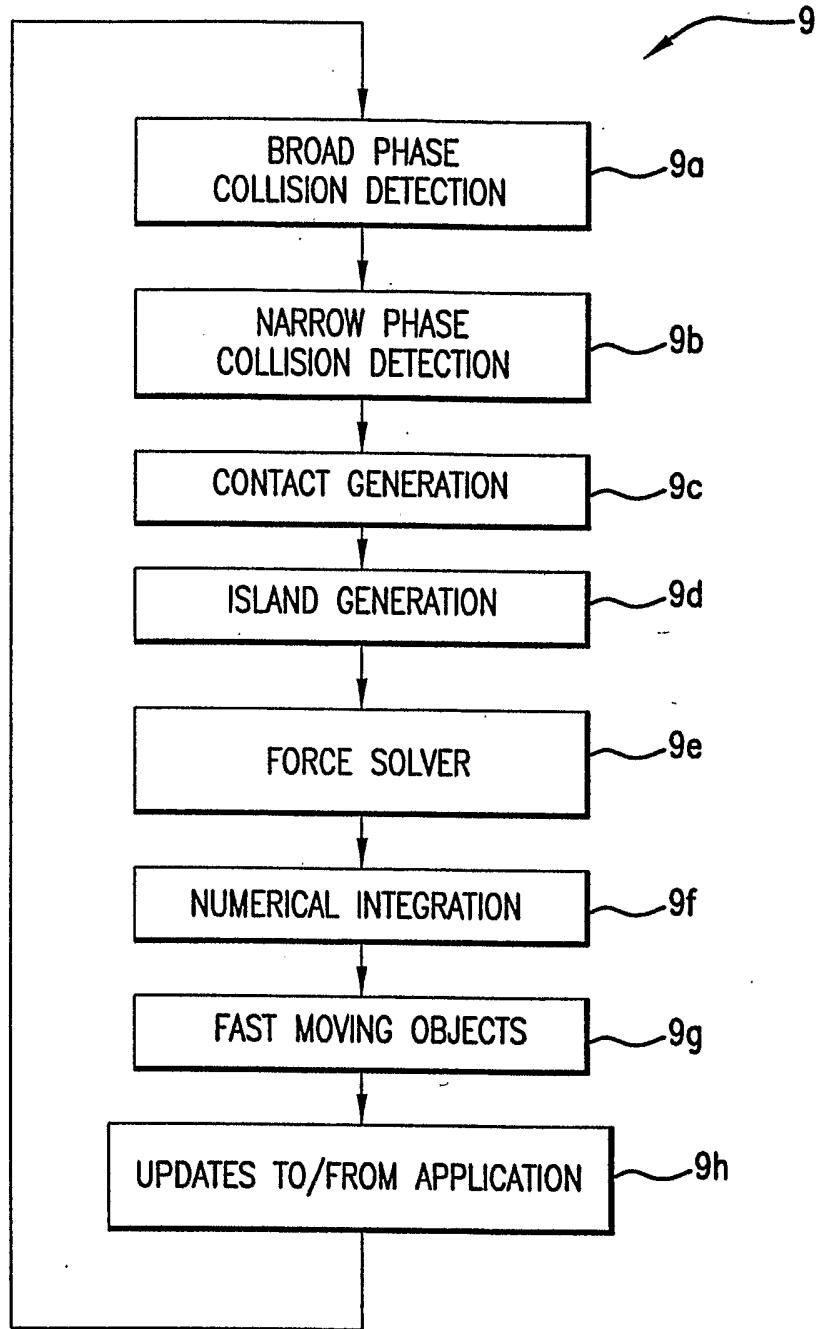 9
BROAD PHASE
COLLISION DETECTION
9a
NARROW PHASE
COLLISION DETECTION
9b
CONTACT GENERATION
9c
ISLAND GENERATION
9d
FORCE SOLVER
9e
NUMERICAL INTEGRATION
9f
FAST MOVING OBJECTS
9g
UPDATES TO/FROM APPLICATION
9h